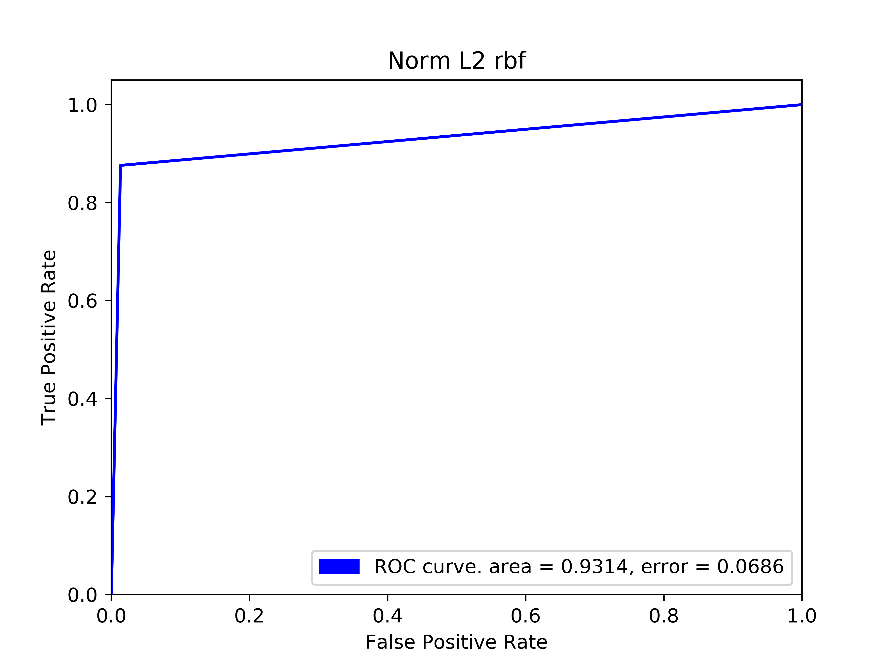 Norm L2 rbf
True Positive Rate
1.0
0.8
0.6
0.4
0.2
0.0
ROC curve. area = 0.9314, error = 0.0686
0.0 0.2 0.4 0.6 0.8 1.0
False Positive Rate